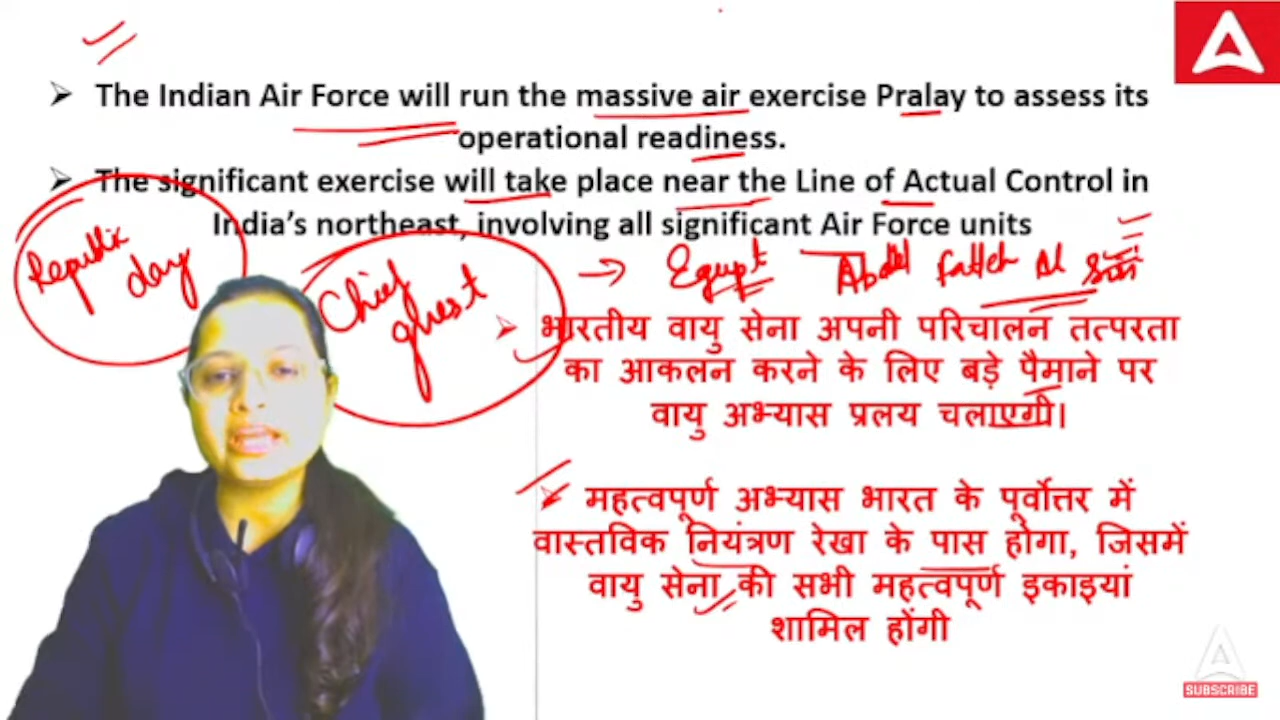 ➤ The Indian Air Force will run the massive air exercise Pralay to assess its
operational readiness.
➤ The significant exercise will take place near the Line of Actual Control in
India's northeast, involving all significant Air Force units
Republic
day
Chief
guest
→ Egypt Abdel Fatteh Al Sisi
➤ भारतीय वायु सेना अपनी परिचालन तत्परता
का आकलन करने के लिए बड़े पैमाने पर
वायु अभ्यास प्रलय चलाएगी।
➤ महत्वपूर्ण अभ्यास भारत के पूर्वोत्तर में
वास्तविक नियंत्रण रेखा के पास होगा, जिसमें
वायु सेना की सभी महत्वपूर्ण इकाइयां
शामिल होंगी
SUBSCRIBE